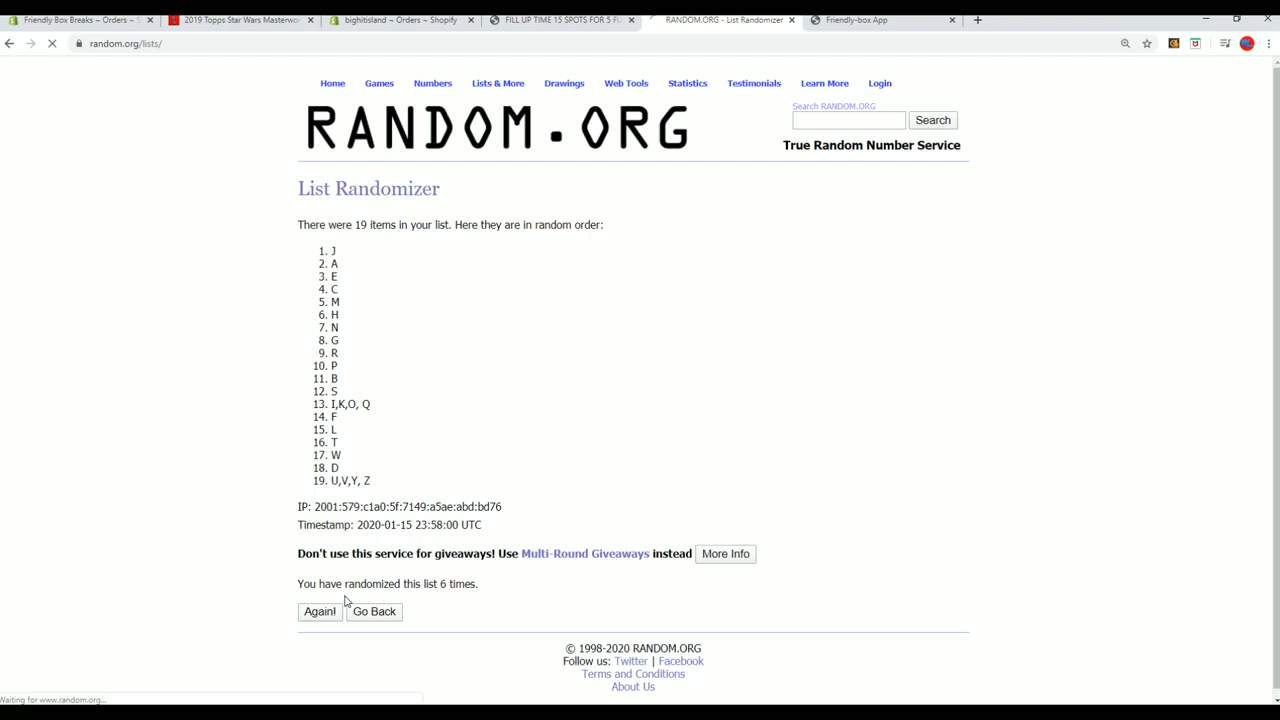 Friendly Box Breaks ~ Orders ~ S
2019 Topps Star Wars Masterwor
bighitisland ~ Orders ~ Shopify
FILL UP TIME 15 SPOTS FOR 5 FL
RANDOM.ORG - List Randomizer
Friendly-box App
random.org/lists/
Home Games Numbers Lists & More Drawings Web Tools Statistics Testimonials Learn More Login
RANDOM.ORG
Search RANDOM.ORG
Search
True Random Number Service
List Randomizer
There were 19 items in your list. Here they are in random order:
1. J
2. A
3. E
4. C
5. M
6. H
7. N
8. G
9. R
10. P
11. B
12. S
13. I,K,O, Q
14. F
15. L
16. T
17. W
18. D
19. U,V,Y, Z
IP: 2001:579:c1a0:5f:7149:a5ae:abd:bd76
Timestamp: 2020-01-15 23:58:00 UTC
Don't use this service for giveaways! Use Multi-Round Giveaways instead More Info
You have randomized this list 6 times.
Again! Go Back
© 1998-2020 RANDOM.ORG
Follow us: Twitter | Facebook
Terms and Conditions
About Us
Waiting for www.random.org...